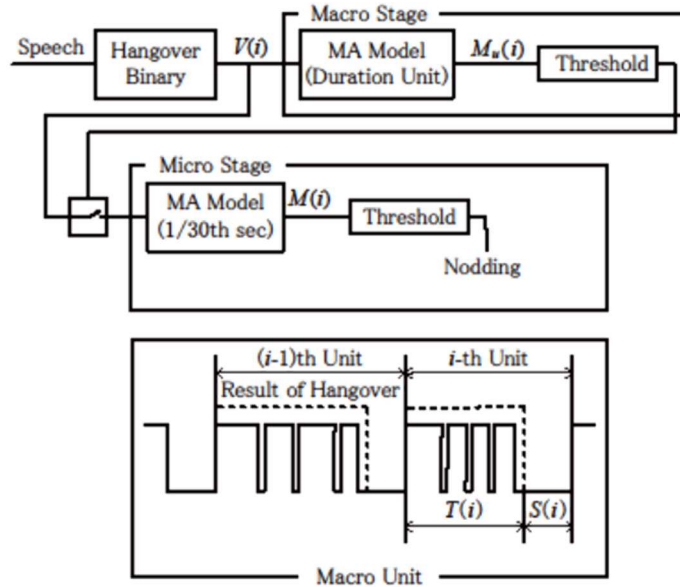 Macro Stage
Speech
Hangover
Binary
V(i)
MA Model
(Duration Unit)
Mu(i)
Threshold
Micro Stage
MA Model
(1/30th sec)
M(i)
Threshold
Nodding
(i-1)th Unit
i-th Unit
Result of Hangover
T(i)
S(i)
Macro Unit